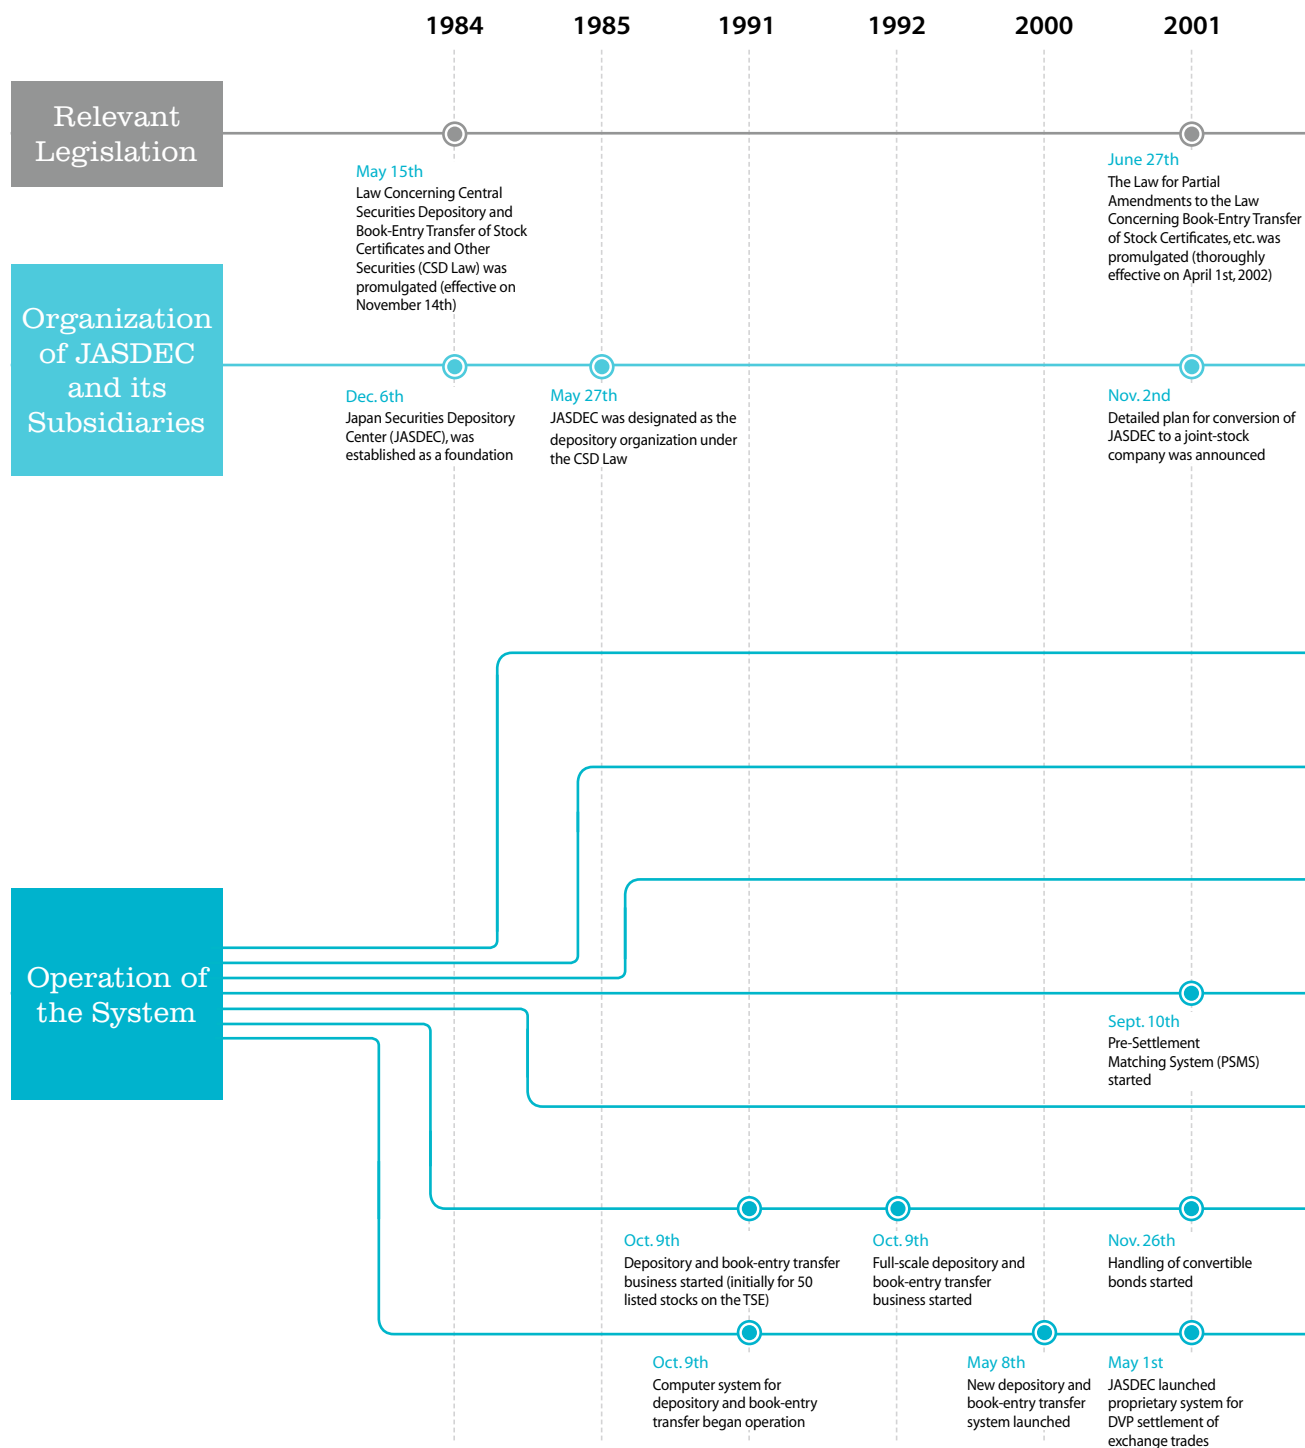 1984 1985 1991 1992 2000 2001
Relevant
Legislation
May 15th
Law Concerning Central
Securities Depository and
Book-Entry Transfer of Stock
Certificates and Other
Securities (CSD Law) was
promulgated (effective on
November 14th)
June 27th
The Law for Partial
Amendments to the Law
Concerning Book-Entry Transfer
of Stock Certificates, etc. was
promulgated (thoroughly
effective on April 1st, 2002)
Organization
of JASDEC
and its
Subsidiaries
Dec. 6th
Japan Securities Depository
Center (JASDEC), was
established as a foundation
May 27th
JASDEC was designated as the
depository organization under
the CSD Law
Nov. 2nd
Detailed plan for conversion of
JASDEC to a joint-stock
company was announced
Operation of
the System
Sept. 10th
Pre-Settlement
Matching System (PSMS)
started
Oct. 9th
Depository and book-entry transfer
business started (initially for 50
listed stocks on the TSE)
Oct. 9th
Full-scale depository and
book-entry transfer
business started
Nov. 26th
Handling of convertible
bonds started
Oct. 9th
Computer system for
depository and book-entry
transfer began operation
May 8th
New depository and
book-entry transfer
system launched
May 1st
JASDEC launched
proprietary system for
DVP settlement of
exchange trades